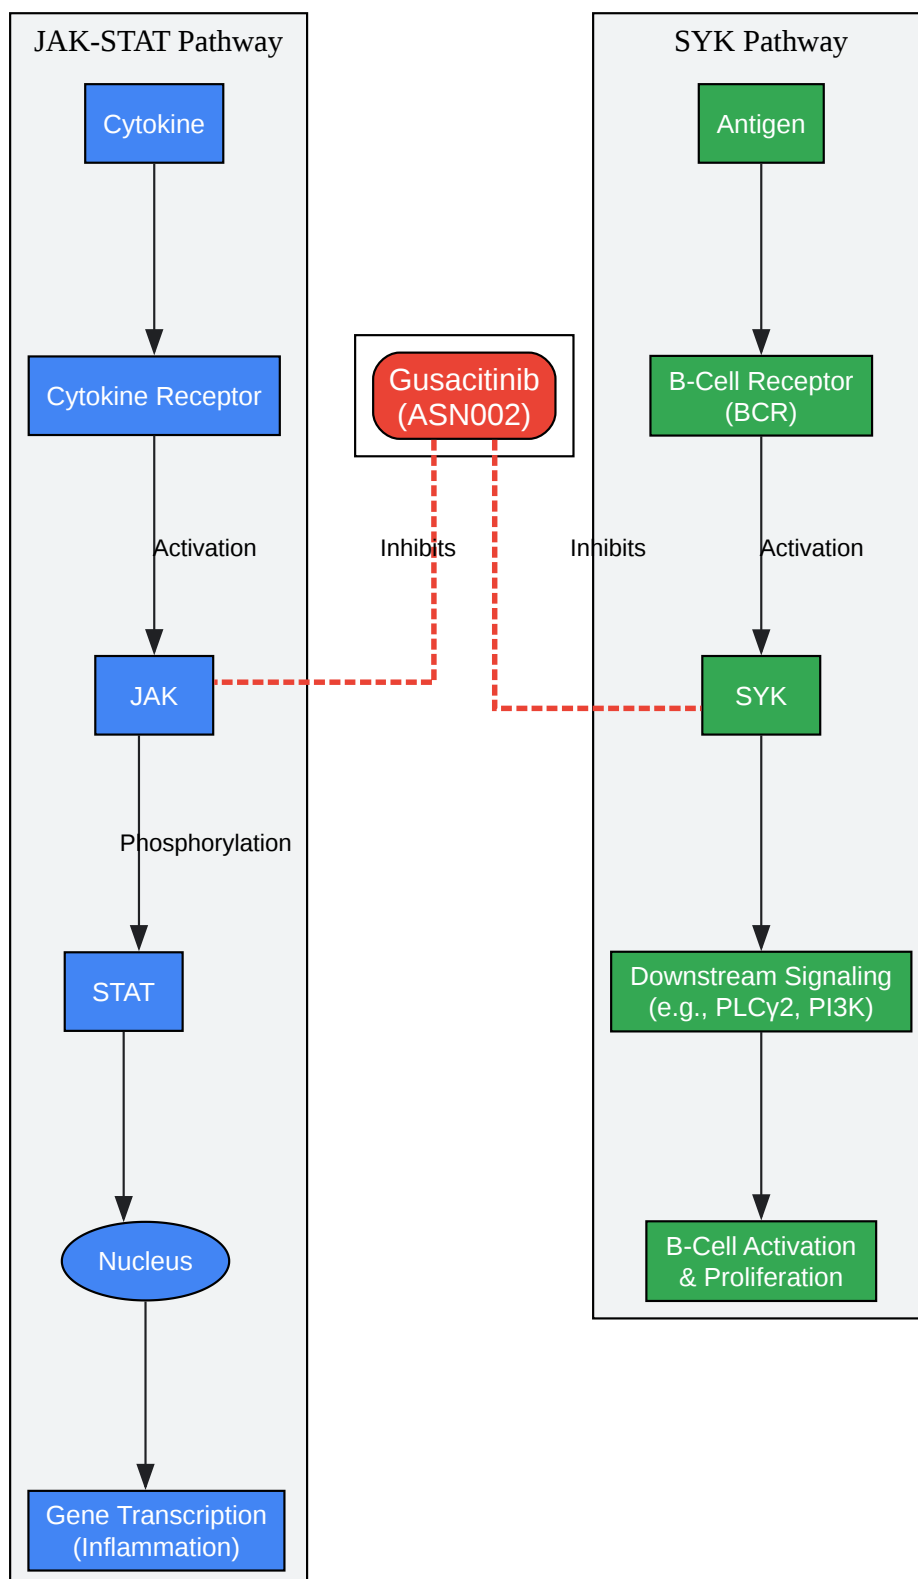 JAK-STAT Pathway
Cytokine
Cytokine Receptor
Activation
JAK
Phosphorylation
STAT
Nucleus
Gene Transcription
(Inflammation)
Gusacitinib
(ASN002)
Inhibits
Inhibits
SYK Pathway
Antigen
B-Cell Receptor
(BCR)
Activation
SYK
Downstream Signaling
(e.g., PLCγ2, PI3K)
B-Cell Activation
& Proliferation